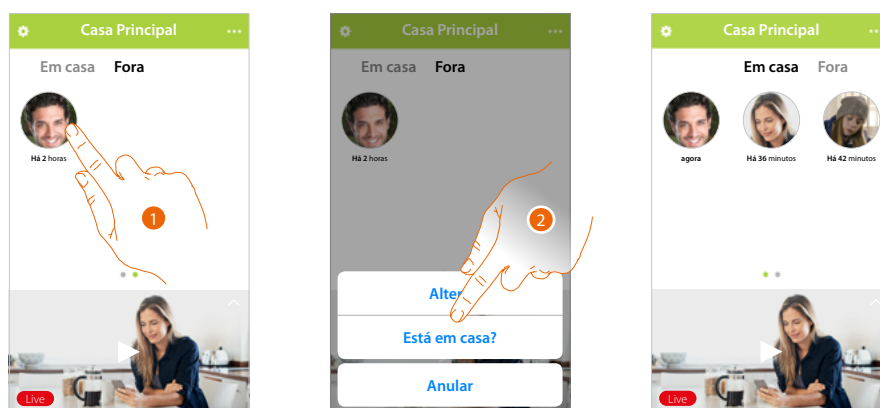 Casa Principal
Em casa Fora
Há 2 horas
1
Live
Casa Principal
Em casa Fora
Há 2 horas
2
Está em casa?
Anular
Casa Principal
Em casa Fora
agora Há 36 minutos Há 42 minutos
Live